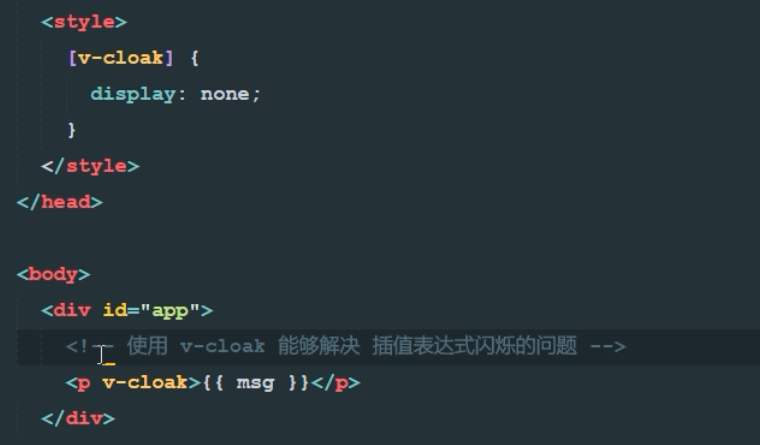 <style>
[v-cloak] {
display: none;
}
</style>
</head>
<body>
<div id="app">
<!-- 使用 v-cloak 能够解决 插值表达式闪烁的问题 -->
<p v-cloak>{{ msg }}</p>
</div>